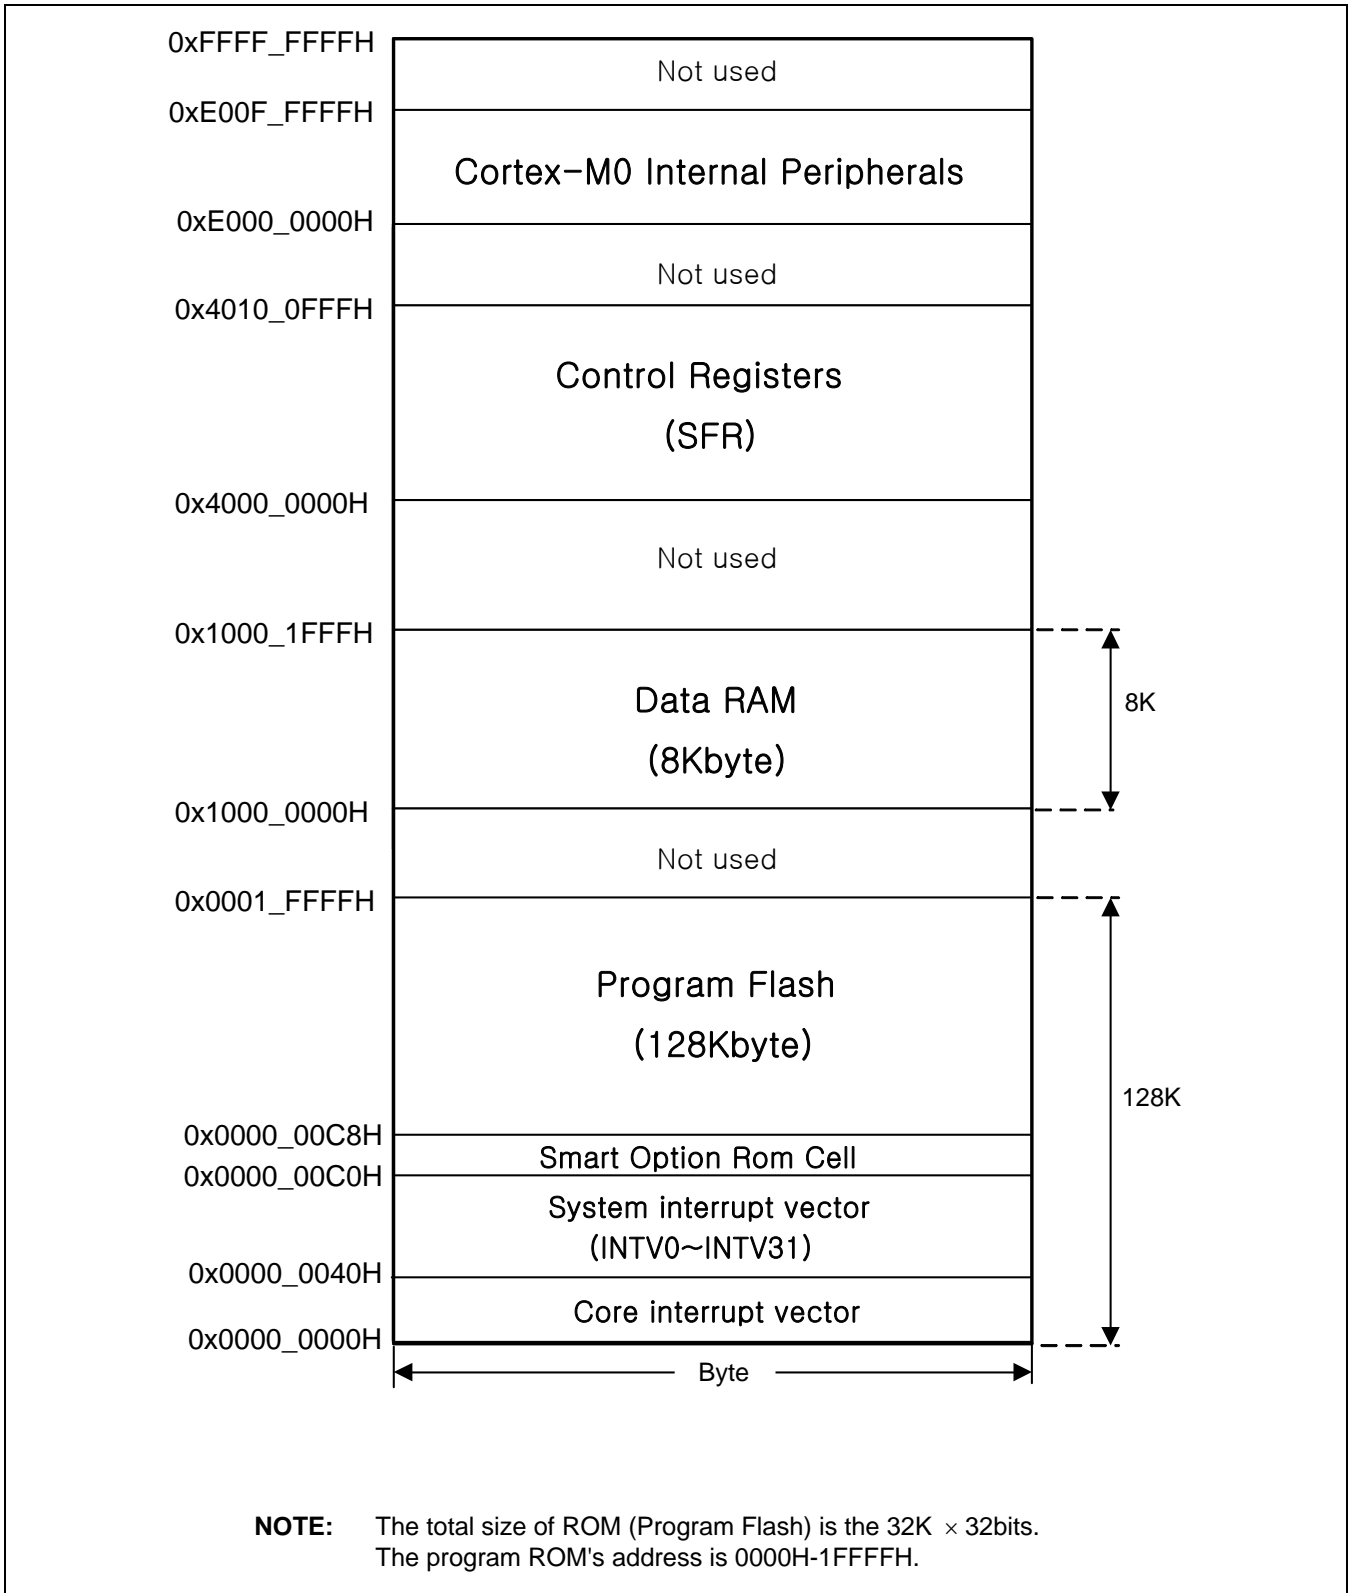 0xFFFF_FFFFH
Not used
0xE00F_FFFFH
Cortex-M0 Internal Peripherals
0xE000_0000H
Not used
0x4010_0FFFH
Control Registers
(SFR)
0x4000_0000H
Not used
0x1000_1FFFH
Data RAM
8K
(8Kbyte)
0x1000_0000H
Not used
0x0001_FFFFH
Program Flash
(128Kbyte)
128K
0x0000_00C8H
Smart Option Rom Cell
0x0000_00C0H
System interrupt vector
(INTV0~INTV31)
0x0000_0040H
Core interrupt vector
0x0000_0000H
Byte
NOTE: The total size of ROM (Program Flash) is the 32K × 32bits.
The program ROM's address is 0000H-1FFFFH.